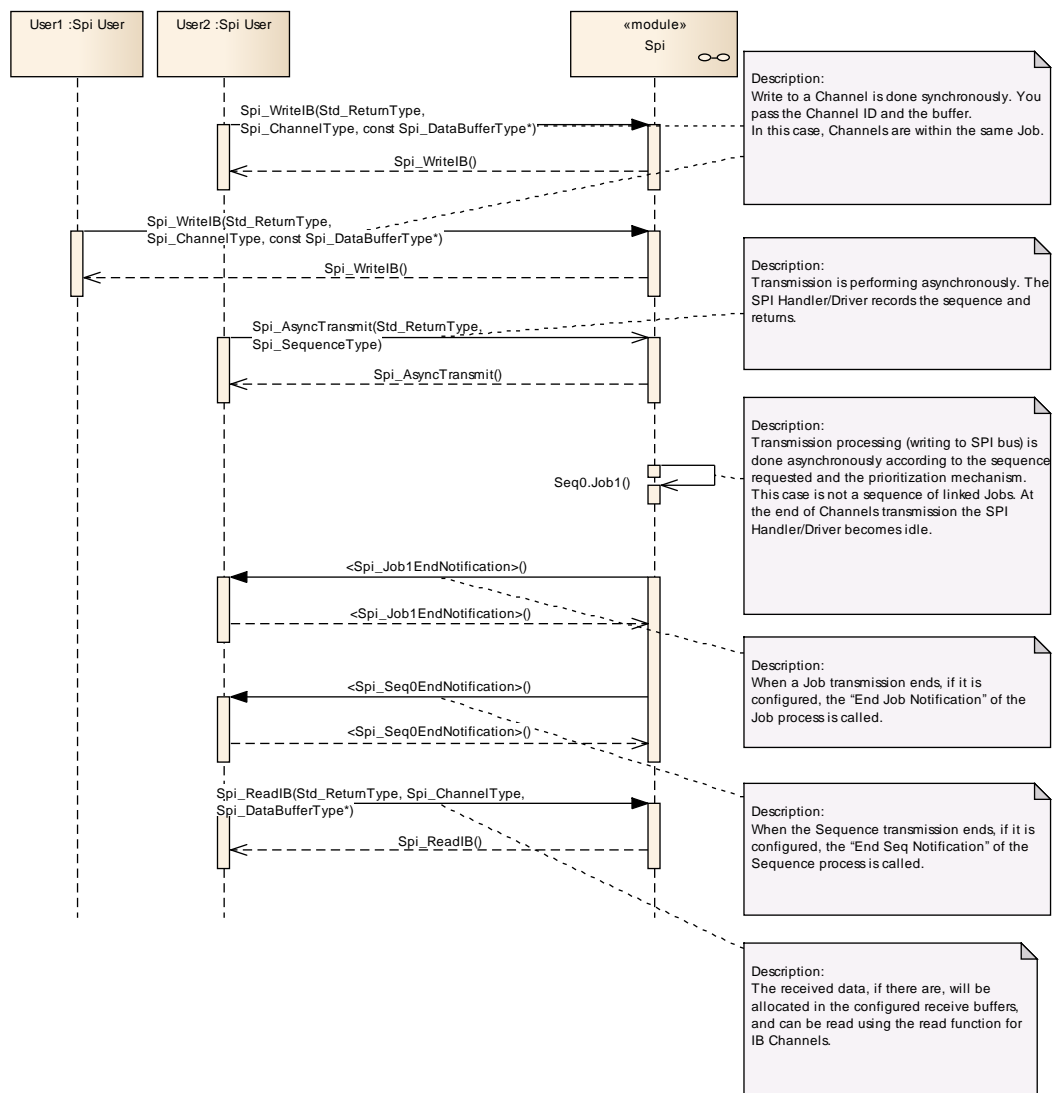 User1 :Spi User
User2 :Spi User
«module»
Spi
Description:
Write to a Channel is done synchronously. You
pass the Channel ID and the buffer.
In this case, Channels are within the same Job.
Spi_WriteIB(Std_ReturnType,
Spi_ChannelType, const Spi_DataBufferType*)
Spi_WriteIB()
Spi_WriteIB(Std_ReturnType,
Spi_ChannelType, const Spi_DataBufferType*)
Spi_WriteIB()
Description:
Transmission is performing asynchronously. The
SPI Handler/Driver records the sequence and
returns.
Spi_AsyncTransmit(Std_ReturnType,
Spi_SequenceType)
Spi_AsyncTransmit()
Description:
Transmission processing (writing to SPI bus) is
done asynchronously according to the sequence
requested and the prioritization mechanism.
This case is not a sequence of linked Jobs. At
the end of Channels transmission the SPI
Handler/Driver becomes idle.
Seq0.Job1()
<Spi_Job1EndNotification>()
<Spi_Job1EndNotification>()
Description:
When a Job transmission ends, if it is
configured, the “End Job Notification” of the
Job process is called.
<Spi_Seq0EndNotification>()
<Spi_Seq0EndNotification>()
Spi_ReadIB(Std_ReturnType, Spi_ChannelType,
Spi_DataBufferType*)
Spi_ReadIB()
Description:
When the Sequence transmission ends, if it is
configured, the “End Seq Notification” of the
Sequence process is called.
Description:
The received data, if there are, will be
allocated in the configured receive buffers,
and can be read using the read function for
IB Channels.